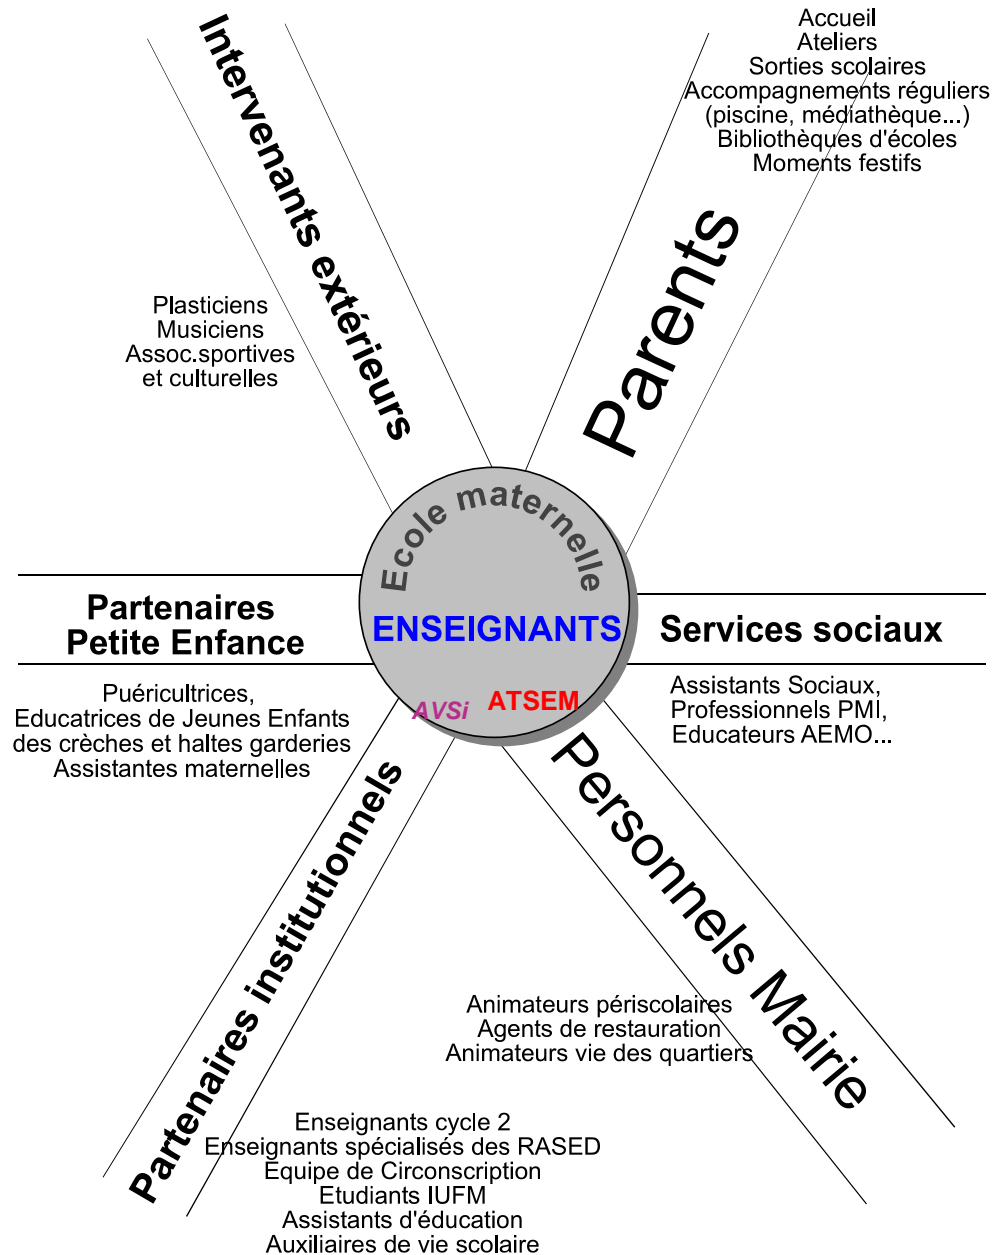 Intervenants extérieurs
Plasticiens
Musiciens
Assoc.sportives
et culturelles
Accueil
Ateliers
Sorties scolaires
Accompagnements réguliers
(piscine, médiathèque...)
Bibliothèques d'écoles
Moments festifs
Parents
Ecole maternelle
ENSEIGNANTS
AVSi
ATSEM
Partenaires
Petite Enfance
Puéricultrices,
Educatrices de Jeunes Enfants
des crèches et haltes garderies
Assistantes maternelles
Services sociaux
Assistants Sociaux,
Professionnels PMI,
Educateurs AEMO...
Partenaires institutionnels
Enseignants cycle 2
Enseignants spécialisés des RASED
Equipe de Circonscription
Etudiants IUFM
Assistants d'éducation
Auxiliaires de vie scolaire
Personnels Mairie
Animateurs périscolaires
Agents de restauration
Animateurs vie des quartiers